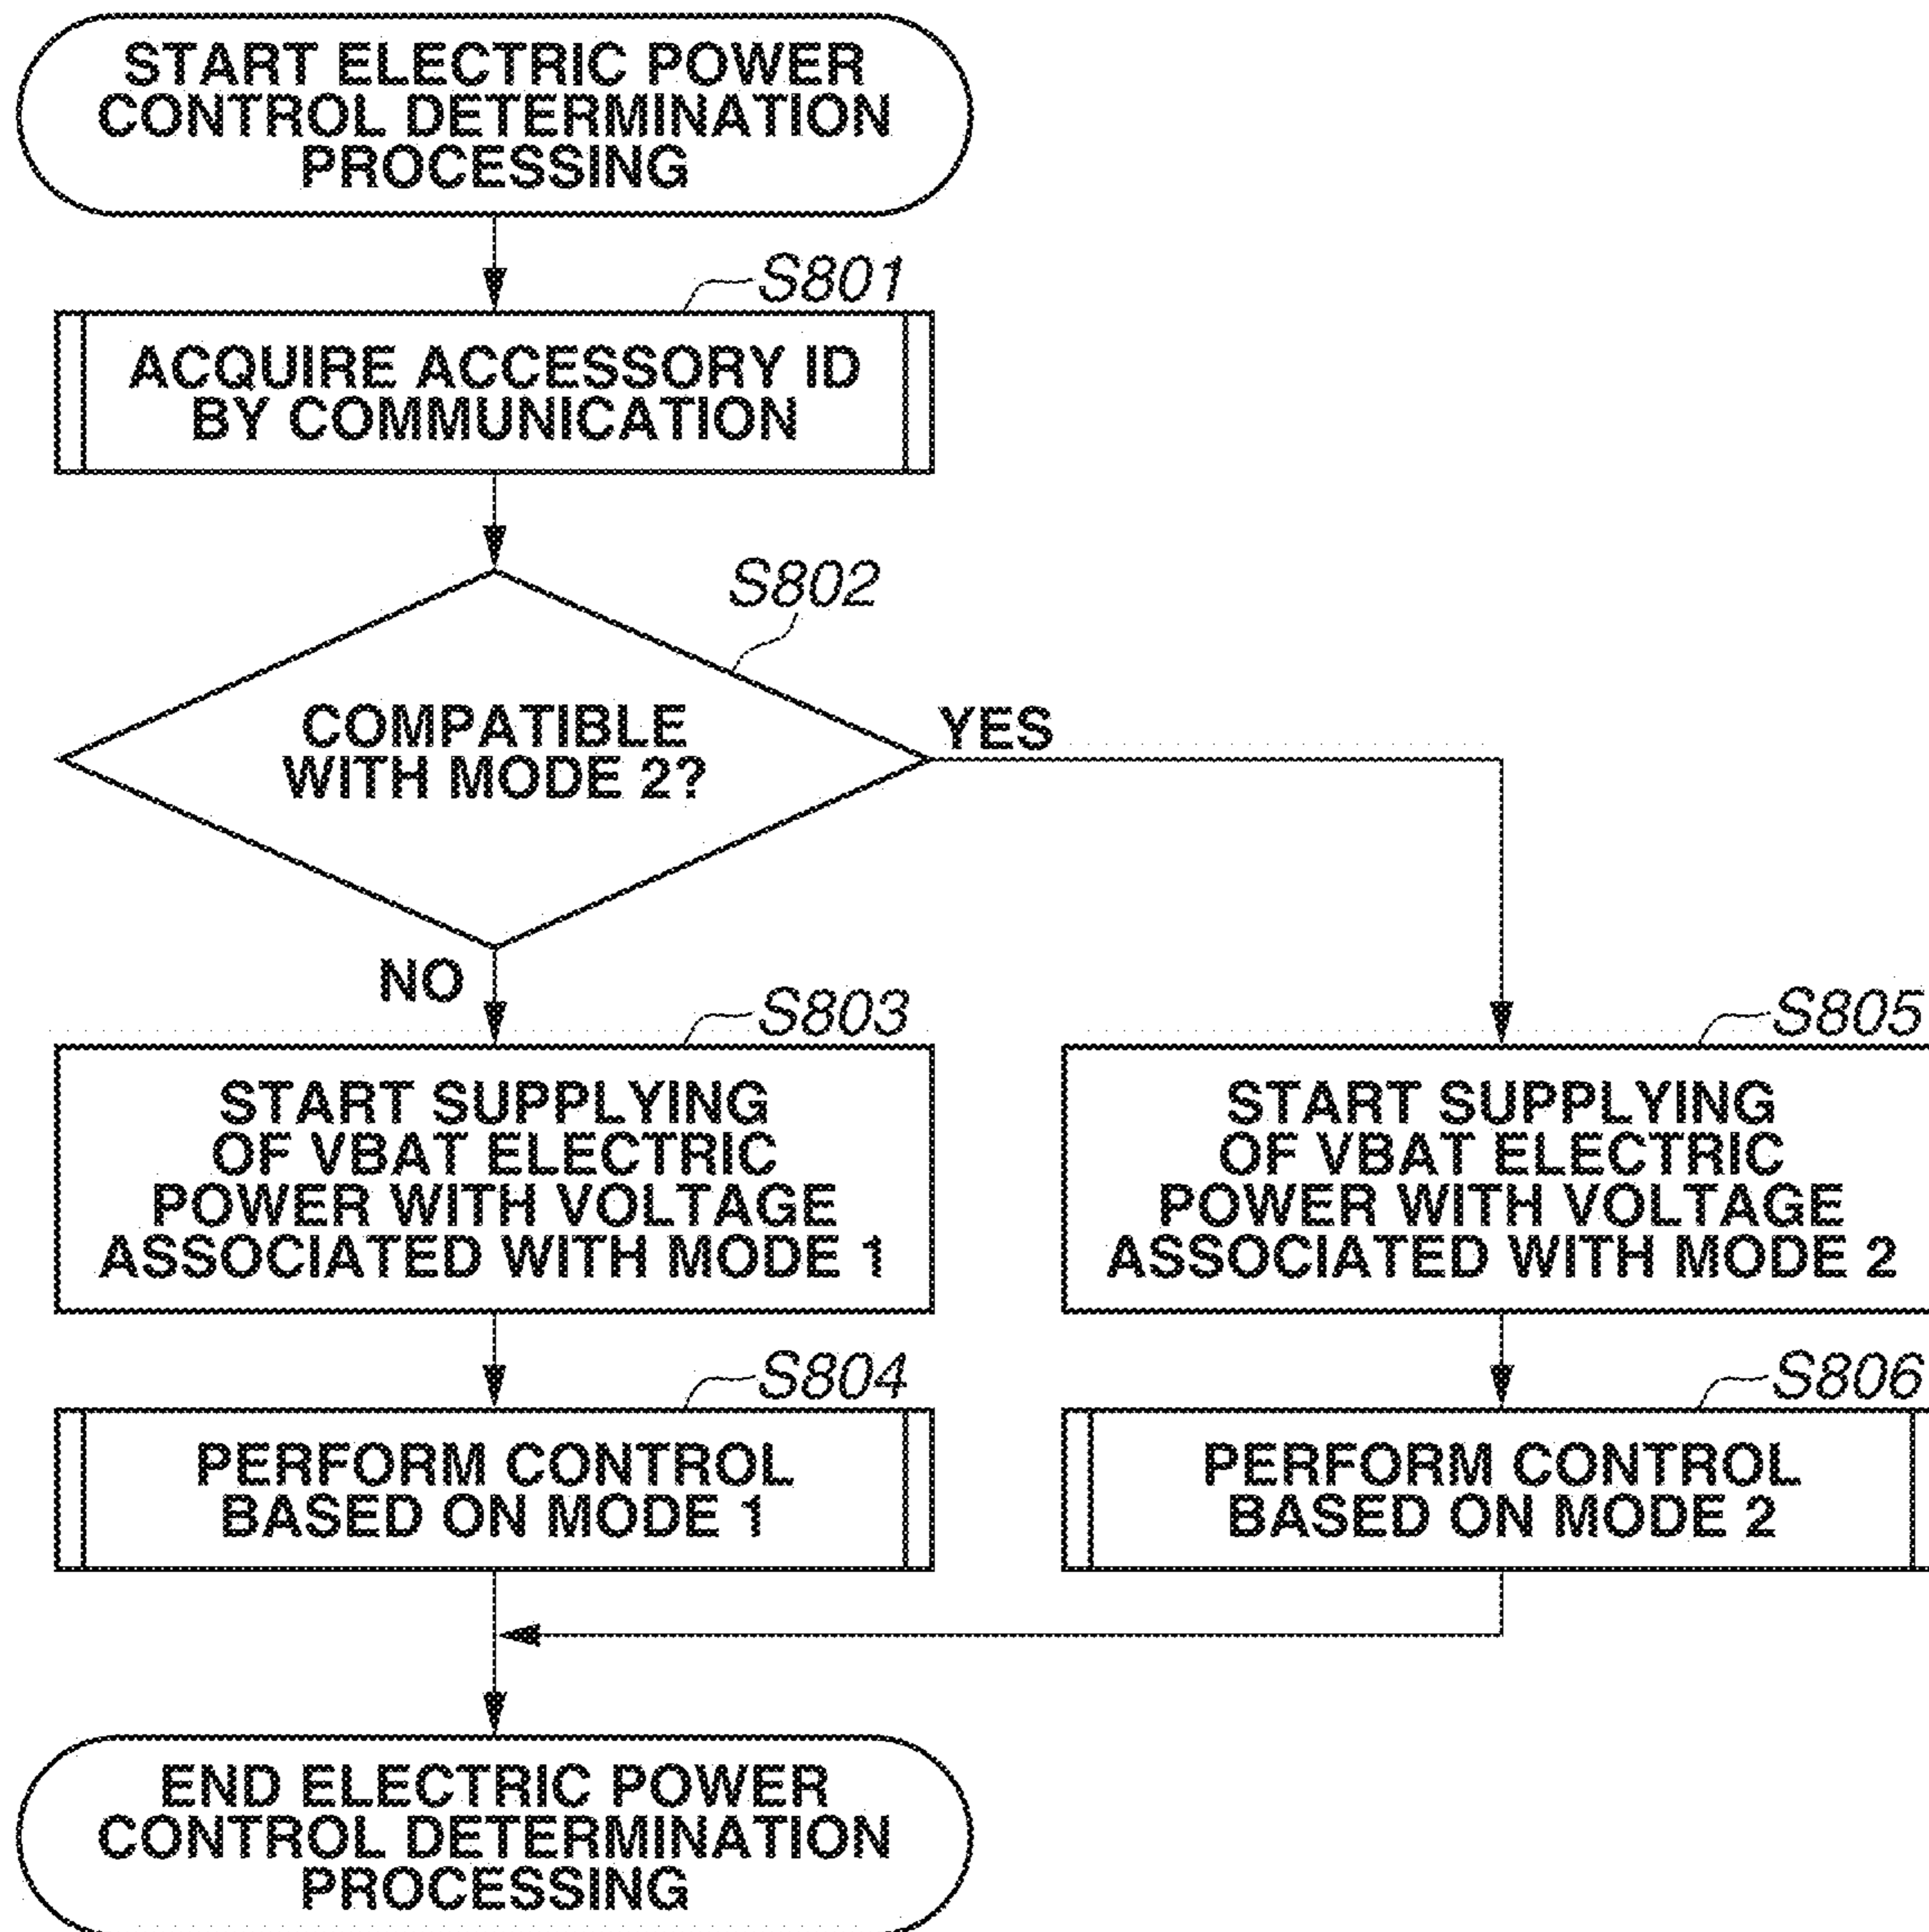 START ELECTRIC POWER
CONTROL DETERMINATION
PROCESSING
S801
ACQUIRE ACCESSORY ID
BY COMMUNICATION
S802
COMPATIBLE
WITH MODE 2?
YES
NO
S803
START SUPPLYING
OF VBAT ELECTRIC
POWER WITH VOLTAGE
ASSOCIATED WITH MODE 1
S805
START SUPPLYING
OF VBAT ELECTRIC
POWER WITH VOLTAGE
ASSOCIATED WITH MODE 2
S804
PERFORM CONTROL
BASED ON MODE 1
S806
PERFORM CONTROL
BASED ON MODE 2
END ELECTRIC POWER
CONTROL DETERMINATION
PROCESSING